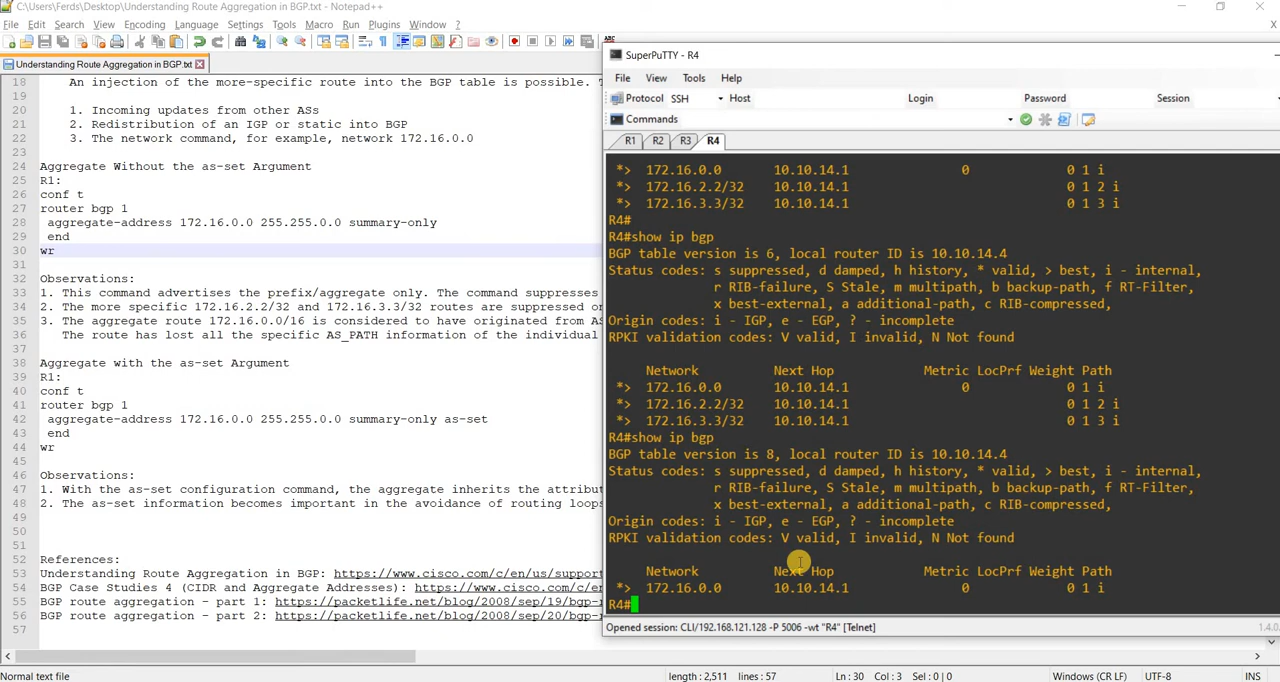 C:\Users\Ferds\Desktop\Understanding Route Aggregation in BGP.txt - Notepad++
File Edit Search View Encoding Language Settings Tools Macro Run Plugins Window ?
Understanding Route Aggregation in BGP.txt
18 An injection of the more-specific route into the BGP table is possible.
19
20 1. Incoming updates from other ASs
21 2. Redistribution of an IGP or static into BGP
22 3. The network command, for example, network 172.16.0.0
23
24 Aggregate Without the as-set Argument
25 R1:
26 conf t
27 router bgp 1
28 aggregate-address 172.16.0.0 255.255.0.0 summary-only
29 end
30 wr
31
32 Observations:
33 1. This command advertises the prefix/aggregate only. The command suppresses
34 2. The more specific 172.16.2.2/32 and 172.16.3.3/32 routes are suppressed
35 3. The aggregate route 172.16.0.0/16 is considered to have originated from AS
36 The route has lost all the specific AS_PATH information of the individual
37
38 Aggregate with the as-set Argument
39 R1:
40 conf t
41 router bgp 1
42 aggregate-address 172.16.0.0 255.255.0.0 summary-only as-set
43 end
44 wr
45
46 Observations:
47 1. With the as-set configuration command, the aggregate inherits the
48 2. The as-set information becomes important in the avoidance of routing loops
49
50
51
52 References:
53 Understanding Route Aggregation in BGP: https://www.cisco.com/c/en/us/support
54 BGP Case Studies 4 (CIDR and Aggregate Addresses): https://www.cisco.com/c/en
55 BGP route aggregation - part 1: https://packetlife.net/blog/2008/sep/19/bgp-
56 BGP route aggregation - part 2: https://packetlife.net/blog/2008/sep/20/bgp-
57
Normal text file
length : 2,511 lines : 57
Ln : 30 Col : 3 Sel : 0 | 0
Windows (CR LF)
UTF-8
INS
SuperPuTTY - R4
File View Tools Help
Protocol SSH Host Login Password Session
Commands
R1 R2 R3 R4
*> 172.16.0.0 10.10.14.1 0 0 1 i
*> 172.16.2.2/32 10.10.14.1 0 1 2 i
*> 172.16.3.3/32 10.10.14.1 0 1 3 i
R4#
R4#show ip bgp
BGP table version is 6, local router ID is 10.10.14.4
Status codes: s suppressed, d damped, h history, * valid, > best, i - internal,
r RIB-failure, S Stale, m multipath, b backup-path, f RT-Filter,
x best-external, a additional-path, c RIB-compressed,
Origin codes: i - IGP, e - EGP, ? - incomplete
RPKI validation codes: V valid, I invalid, N Not found
Network Next Hop Metric LocPrf Weight Path
*> 172.16.0.0 10.10.14.1 0 0 1 i
*> 172.16.2.2/32 10.10.14.1 0 1 2 i
*> 172.16.3.3/32 10.10.14.1 0 1 3 i
R4#show ip bgp
BGP table version is 8, local router ID is 10.10.14.4
Status codes: s suppressed, d damped, h history, * valid, > best, i - internal,
r RIB-failure, S Stale, m multipath, b backup-path, f RT-Filter,
x best-external, a additional-path, c RIB-compressed,
Origin codes: i - IGP, e - EGP, ? - incomplete
RPKI validation codes: V valid, I invalid, N Not found
Network Next Hop Metric LocPrf Weight Path
*> 172.16.0.0 10.10.14.1 0 0 1 i
R4#
Opened session: CLI/192.168.121.128 -P 5006 -wt "R4" [Telnet]
1.4.0.